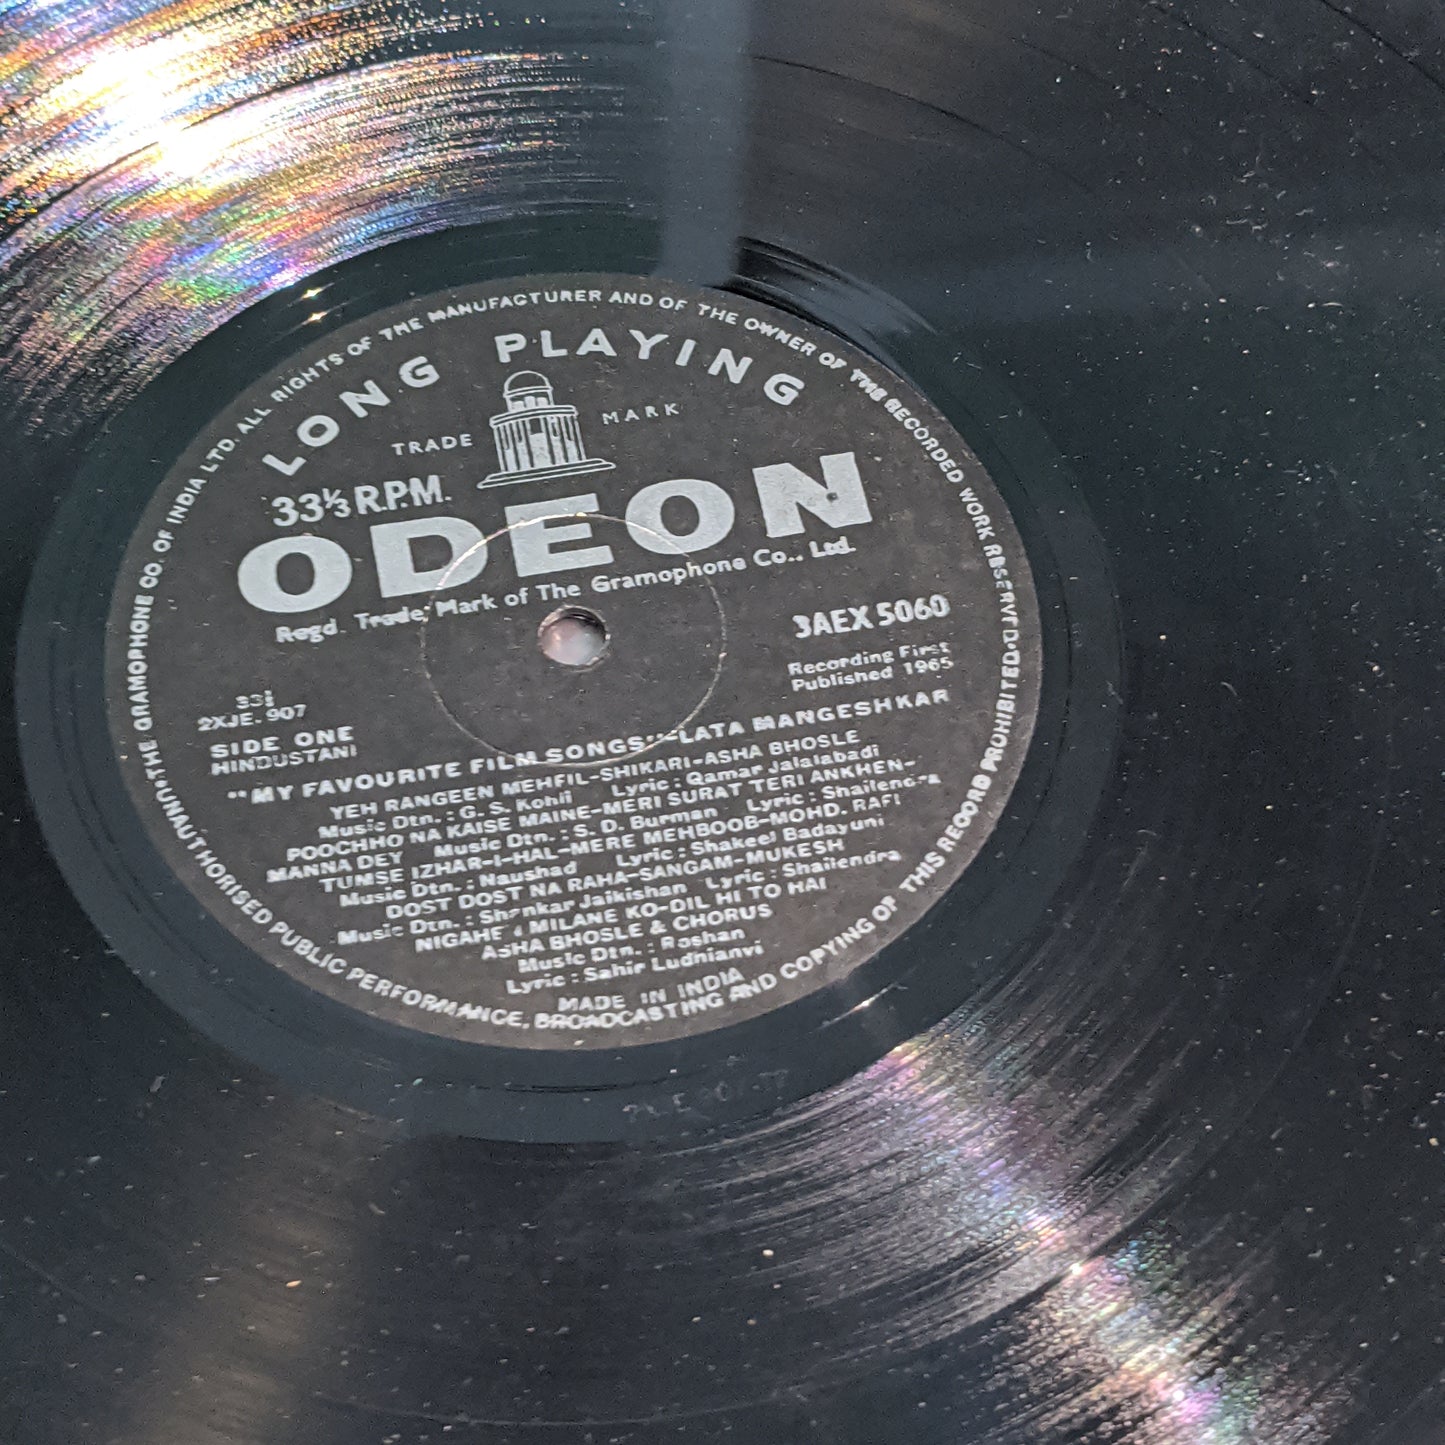 THE GRAMOPHONE CO. OF INDIA LTD. ALL RIGHTS OF THE MANUFACTURER AND OF THE OWNER OF THE RECORDED WORK RESERVED.
UNAUTHORISED PUBLIC PERFORMANCE, BROADCASTING AND COPYING OF THIS RECORD PROHIBITED.
LONG PLAYING
TRADE MARK
33⅓ R.P.M.
ODEON
Regd. Trade Mark of The Gramophone Co., Ltd.
3AEX 5060
Recording First
Published 1965
2XJE. 907
SIDE ONE
HINDUSTANI
"MY FAVOURITE FILM SONGS"-LATA MANGESHKAR
YEH RANGEEN MEHFIL-SHIKARI-ASHA BHOSLE
Music Dtn. : G. S. Kohli Lyric : Qamar Jalalabadi
POOCHHO NA KAISE MAINE-MERI SURAT TERI ANKHEN-
MANNA DEY Music Dtn. : S. D. Burman Lyric : Shailendra
TUMSE IZHAR-I-HAL-MERE MEHBOOB-MOHD. RAFI
Music Dtn. : Naushad Lyric : Shakeel Badayuni
DOST DOST NA RAHA-SANGAM-MUKESH
Music Dtn. : Shankar Jaikishan Lyric : Shailendra
MILANE KO-DIL HI TO HAI
ASHA BHOSLE & CHORUS
Music Dtn. : Roshan
Lyric : Sahir Ludhianvi
MADE IN INDIA